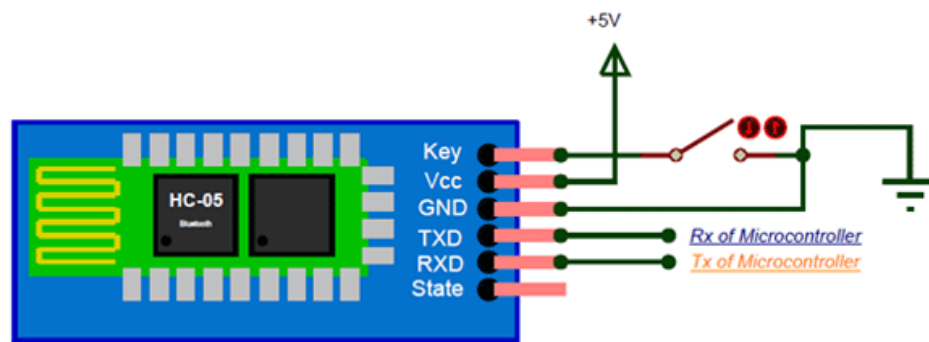 +5V
Key
Vcc
GND
TXD
RXD
State
HC-05
Bluetooth
Rx of Microcontroller
Tx of Microcontroller